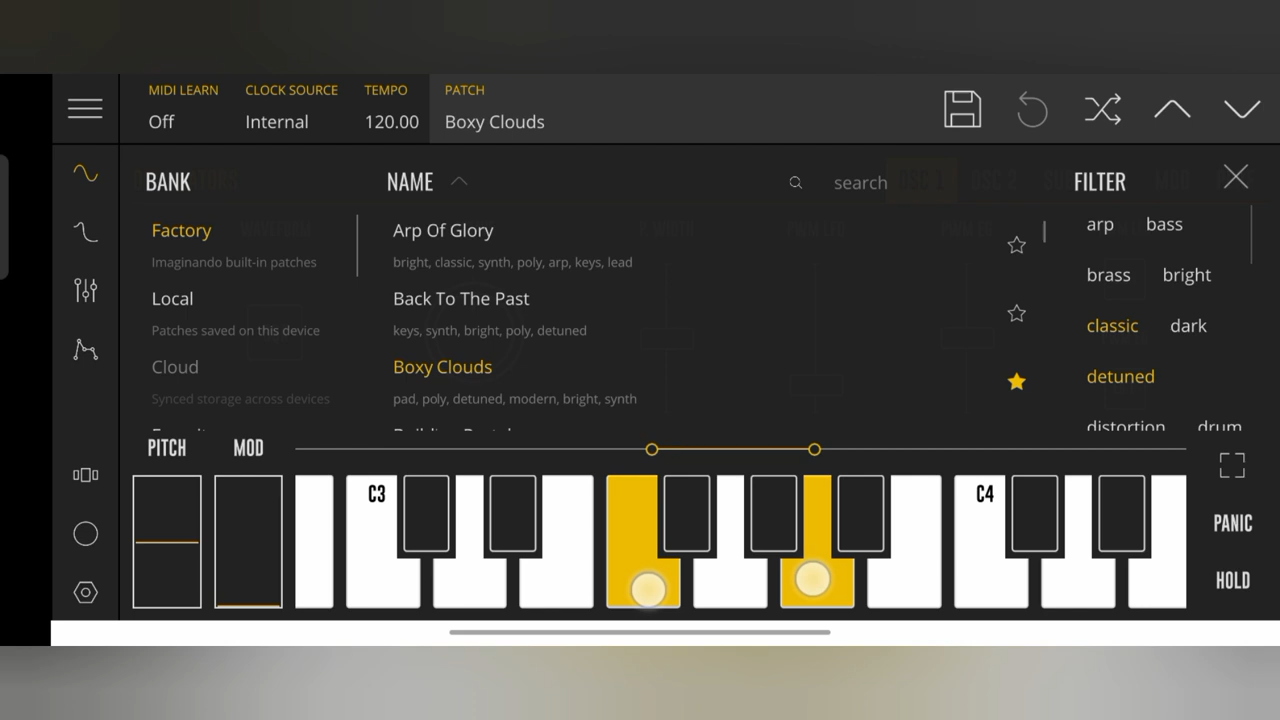 MIDI LEARN CLOCK SOURCE TEMPO PATCH
Off Internal 120.00 Boxy Clouds
BANK NAME search FILTER
Factory
Imaginando built-in patches
Local
Patches saved on this device
Cloud
Synced storage across devices
Arp Of Glory
bright, classic, synth, poly, arp, keys, lead
Back To The Past
keys, synth, bright, poly, detuned
Boxy Clouds
pad, poly, detuned, modern, bright, synth
arp bass
brass bright
classic dark
detuned
distortion drum
PITCH MOD
C3 C4
PANIC
HOLD